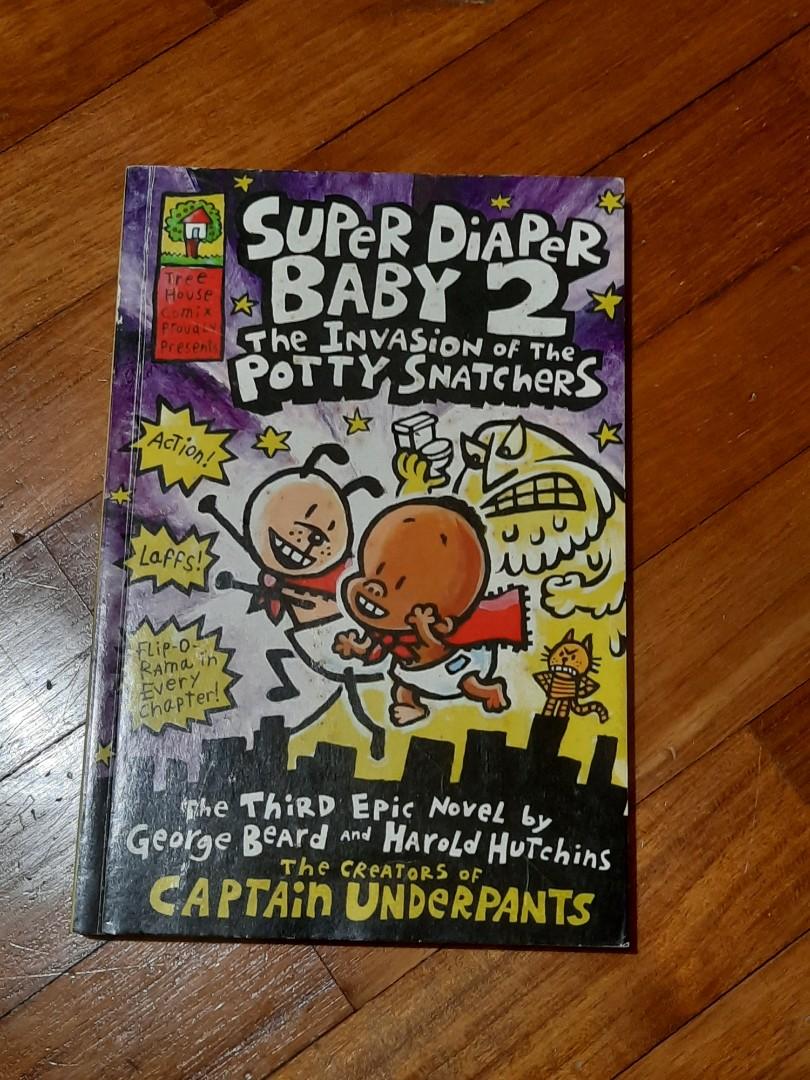 Tree
House
Comix
Proudly
Presents
SUPER DIAPER
BABY 2
The INVASION OF The
POTTY SNATCHERS
ACTION!
LAFFS!
FLIP-O-
RAMA in
EVERY
CHAPTER!
The THIRD EPIC NOVEL by
George BEARD AND HAROLD HUTCHINS
The CREATORS OF
CAPTAIN UNDERPANTS